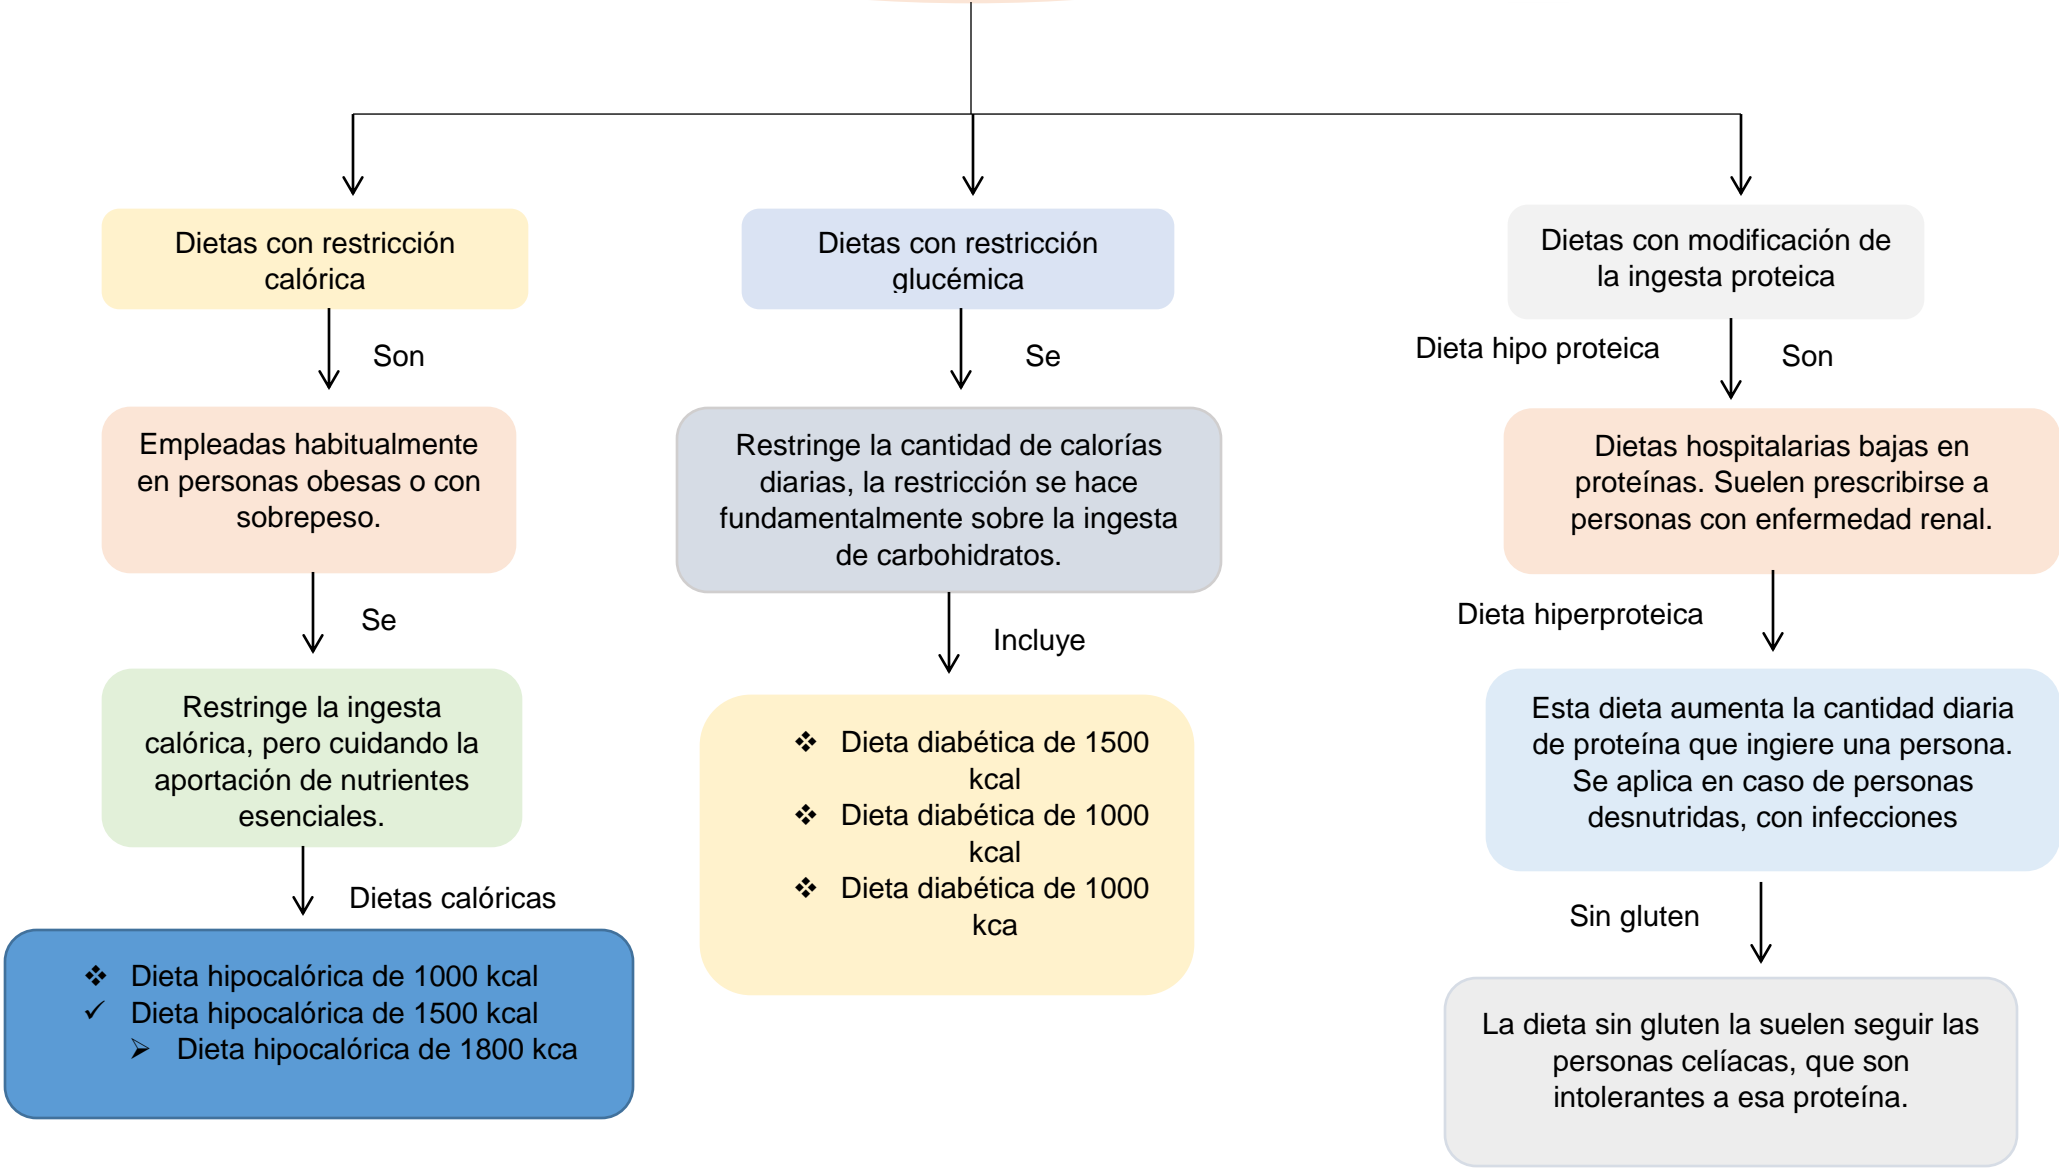 Dietas con restricción
calórica
Son
Empleadas habitualmente
en personas obesas o con
sobrepeso.
Se
Restringe la ingesta
calórica, pero cuidando la
aportación de nutrientes
esenciales.
Dietas calóricas
❖ Dieta hipocalórica de 1000 kcal
✓ Dieta hipocalórica de 1500 kcal
➢ Dieta hipocalórica de 1800 kca
Dietas con restricción
glucémica
Se
Restringe la cantidad de calorías
diarias, la restricción se hace
fundamentalmente sobre la ingesta
de carbohidratos.
Incluye
❖ Dieta diabética de 1500
kcal
❖ Dieta diabética de 1000
kcal
❖ Dieta diabética de 1000
kca
Dietas con modificación de
la ingesta proteica
Dieta hipo proteica
Son
Dietas hospitalarias bajas en
proteínas. Suelen prescribirse a
personas con enfermedad renal.
Dieta hiperproteica
Esta dieta aumenta la cantidad diaria
de proteína que ingiere una persona.
Se aplica en caso de personas
desnutridas, con infecciones
Sin gluten
La dieta sin gluten la suelen seguir las
personas celíacas, que son
intolerantes a esa proteína.